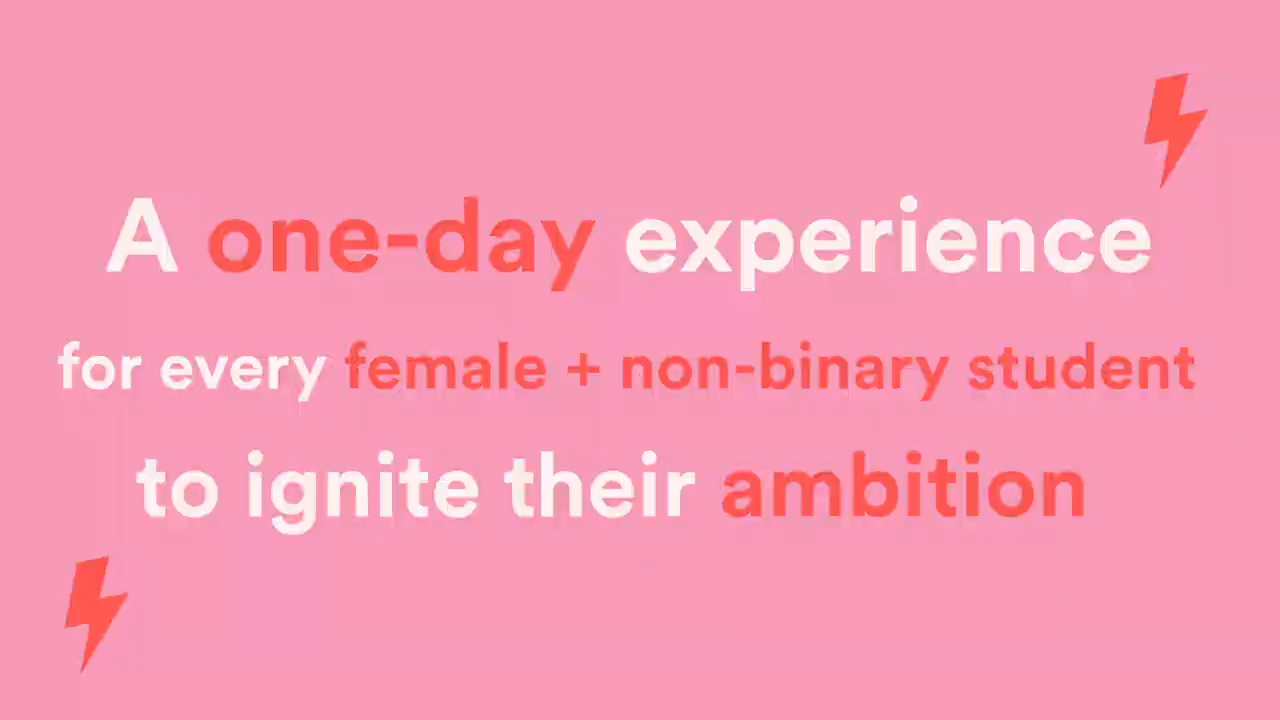 A one-day experience
for every female + non-binary student
to ignite their ambition